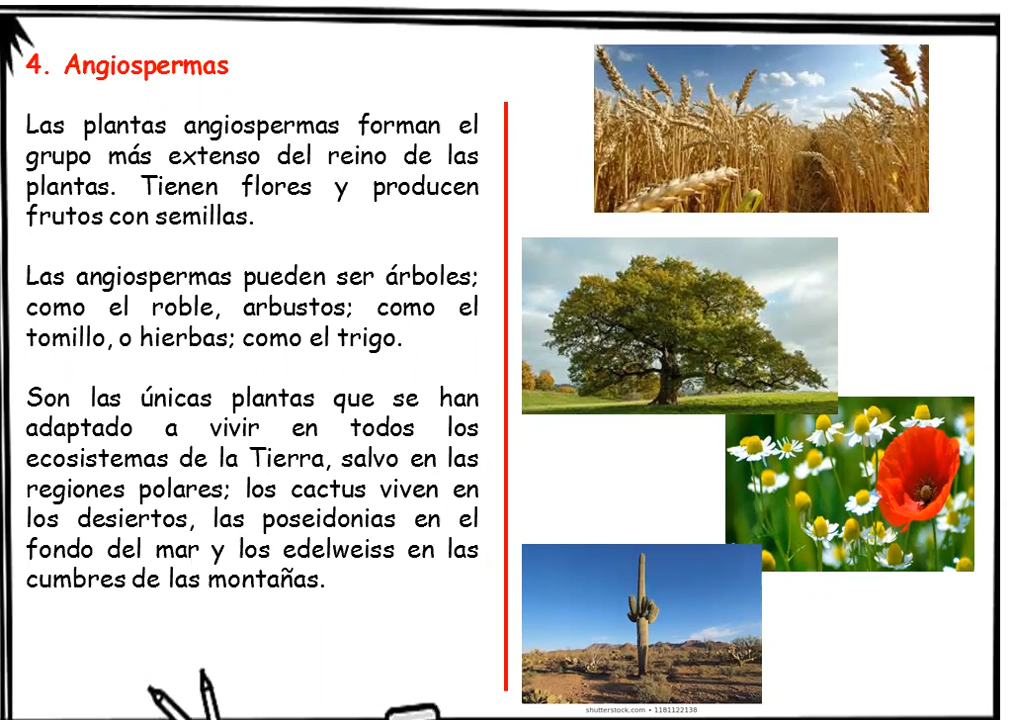 4. Angiospermas
Las plantas angiospermas forman el
grupo más extenso del reino de las
plantas. Tienen flores y producen
frutos con semillas.
Las angiospermas pueden ser árboles;
como el roble, arbustos; como el
tomillo, o hierbas; como el trigo.
Son las únicas plantas que se han
adaptado a vivir en todos los
ecosistemas de la Tierra, salvo en las
regiones polares; los cactus viven en
los desiertos, las poseidonias en el
fondo del mar y los edelweiss en las
cumbres de las montañas.
shutterstock.com • 1181122138